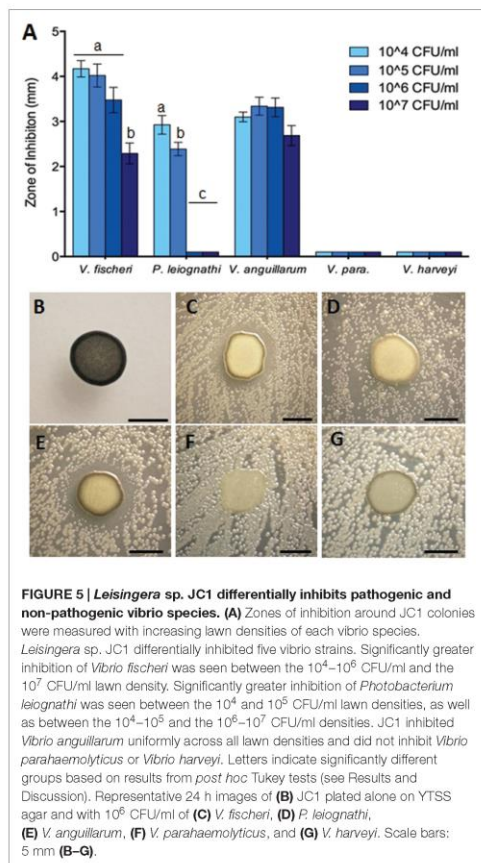 A
Zone of Inhibiton (mm)
5
4
3
2
1
0
a
b
a
b
c
10^4 CFU/ml
10^5 CFU/ml
10^6 CFU/ml
10^7 CFU/ml
V. fischeri P. leiognathi V. anguillarum V. para. V. harveyi
B C D
E F G
FIGURE 5 | Leisingera sp. JC1 differentially inhibits pathogenic and
non-pathogenic vibrio species. (A) Zones of inhibition around JC1 colonies
were measured with increasing lawn densities of each vibrio species.
Leisingera sp. JC1 differentially inhibited five vibrio strains. Significantly greater
inhibition of Vibrio fischeri was seen between the 10⁴–10⁶ CFU/ml and the
10⁷ CFU/ml lawn density. Significantly greater inhibition of Photobacterium
leiognathi was seen between the 10⁴ and 10⁵ CFU/ml lawn densities, as well
as between the 10⁴–10⁵ and the 10⁶–10⁷ CFU/ml densities. JC1 inhibited
Vibrio anguillarum uniformly across all lawn densities and did not inhibit Vibrio
parahaemolyticus or Vibrio harveyi. Letters indicate significantly different
groups based on results from post hoc Tukey tests (see Results and
Discussion). Representative 24 h images of (B) JC1 plated alone on YTSS
agar and with 10⁶ CFU/ml of (C) V. fischeri, (D) P. leiognathi,
(E) V. anguillarum, (F) V. parahaemolyticus, and (G) V. harveyi. Scale bars:
5 mm (B–G).